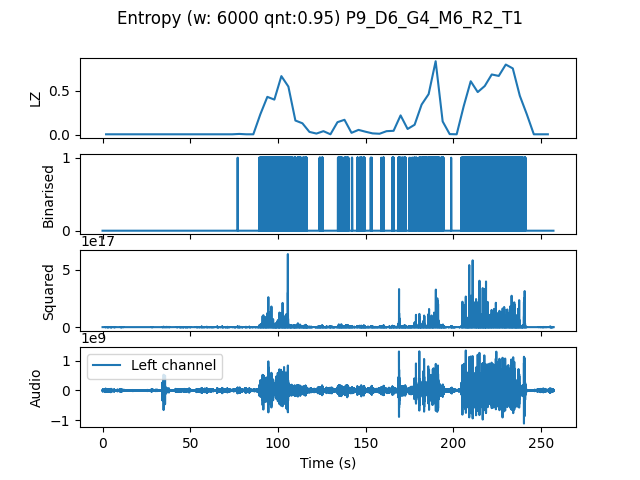 Entropy (w: 6000 qnt:0.95) P9_D6_G4_M6_R2_T1
LZ
0.5
0.0
Binarised
1
0
1e17
Squared
5
0
1e9
Audio
1
0
−1
Left channel
0 50 100 150 200 250
Time (s)